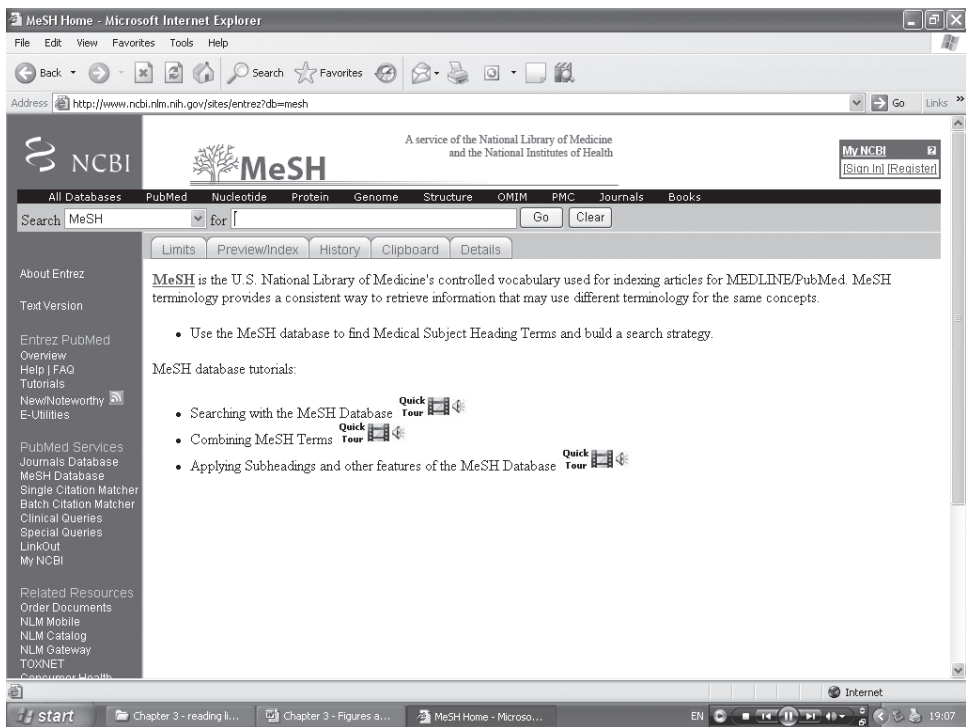 MeSH Home - Microsoft Internet Explorer
File Edit View Favorites Tools Help
Back Search Favorites
Address http://www.ncbi.nlm.nih.gov/sites/entrez?db=mesh Go Links »
NCBI
MeSH
A service of the National Library of Medicine
and the National Institutes of Health
My NCBI ?
[Sign In] [Register]
All Databases PubMed Nucleotide Protein Genome Structure OMIM PMC Journals Books
Search MeSH for Go Clear
Limits Preview/Index History Clipboard Details
About Entrez
Text Version
Entrez PubMed
Overview
Help | FAQ
Tutorials
New/Noteworthy
E-Utilities
PubMed Services
Journals Database
MeSH Database
Single Citation Matcher
Batch Citation Matcher
Clinical Queries
Special Queries
LinkOut
My NCBI
Related Resources
Order Documents
NLM Mobile
NLM Catalog
NLM Gateway
TOXNET
Consumer Health
MeSH is the U.S. National Library of Medicine's controlled vocabulary used for indexing articles for MEDLINE/PubMed. MeSH
terminology provides a consistent way to retrieve information that may use different terminology for the same concepts.
• Use the MeSH database to find Medical Subject Heading Terms and build a search strategy.
MeSH database tutorials:
• Searching with the MeSH Database Quick Tour
• Combining MeSH Terms Quick Tour
• Applying Subheadings and other features of the MeSH Database Quick Tour
Internet
start Chapter 3 - reading li... Chapter 3 - Figures a... MeSH Home - Microso... EN 19:07